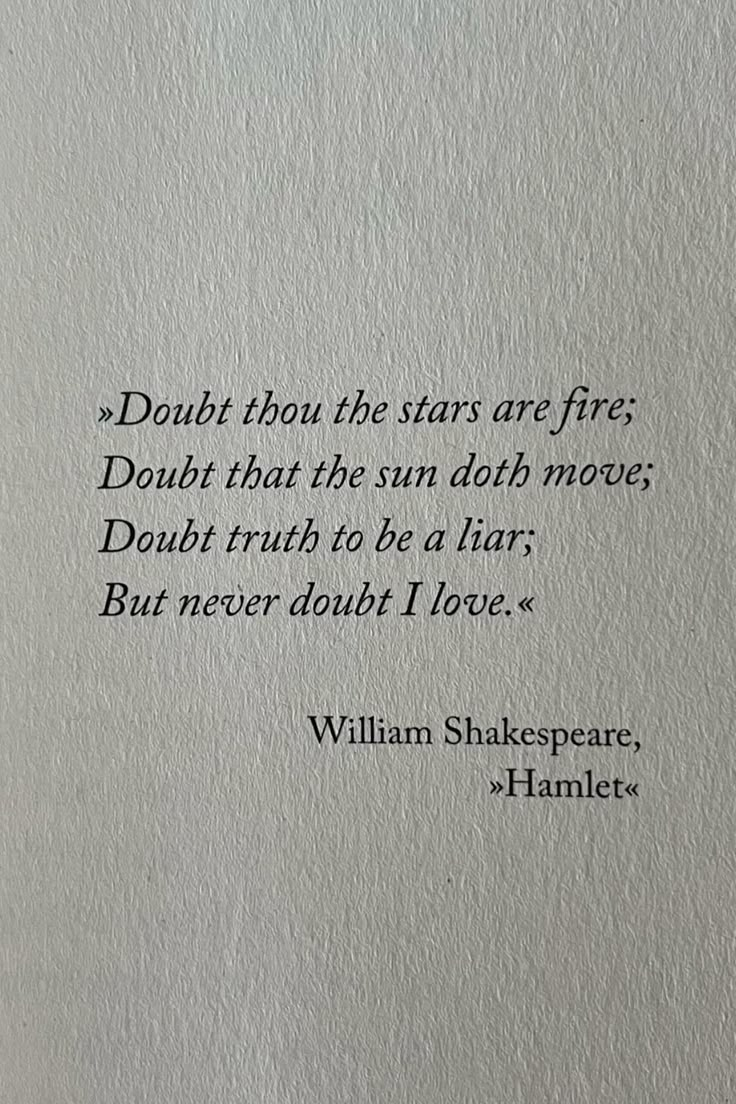 »Doubt thou the stars are fire;
Doubt that the sun doth move;
Doubt truth to be a liar;
But never doubt I love.«
William Shakespeare,
»Hamlet«